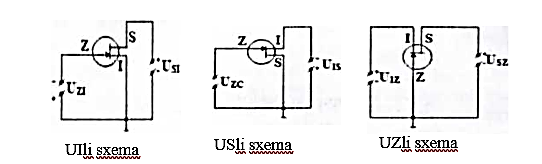 S
Z
I
U_ZI
U_SI
UIli sxema
Z
I
S
U_ZC
U_IS
USli sxema
I
S
Z
U_IZ
U_SZ
UZli sxema